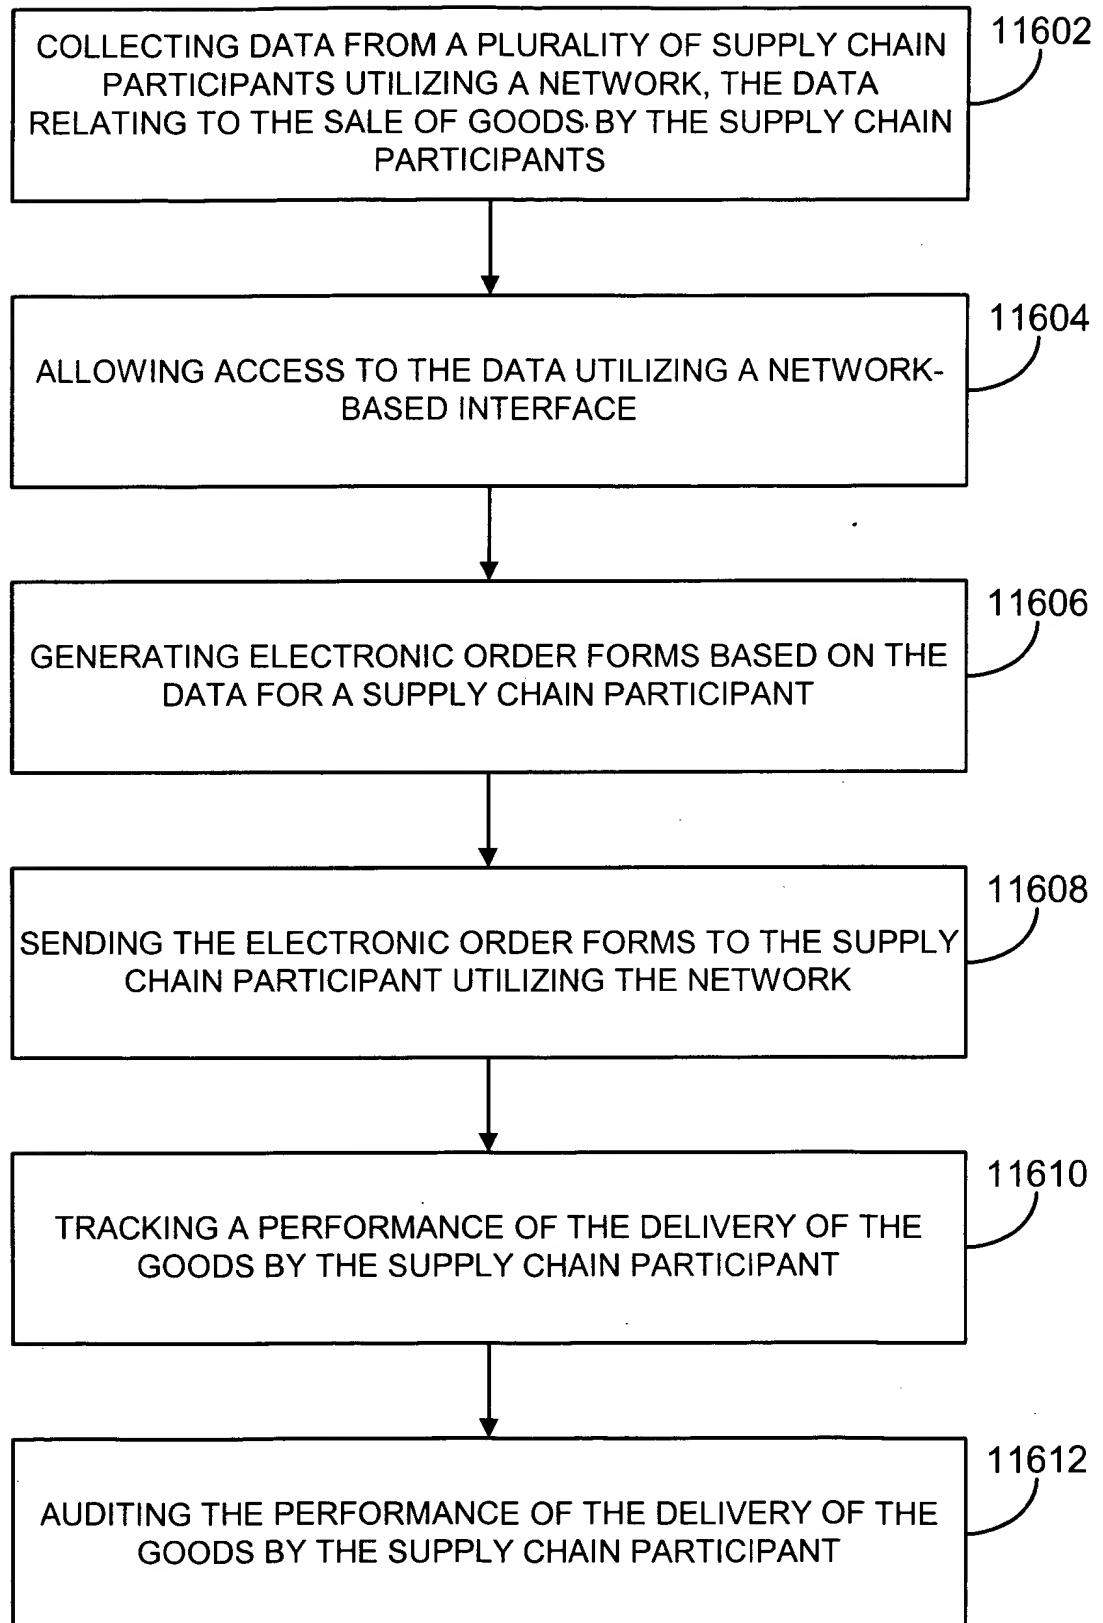 COLLECTING DATA FROM A PLURALITY OF SUPPLY CHAIN
PARTICIPANTS UTILIZING A NETWORK, THE DATA
RELATING TO THE SALE OF GOODS BY THE SUPPLY CHAIN
PARTICIPANTS
11602
ALLOWING ACCESS TO THE DATA UTILIZING A NETWORK-
BASED INTERFACE
11604
GENERATING ELECTRONIC ORDER FORMS BASED ON THE
DATA FOR A SUPPLY CHAIN PARTICIPANT
11606
SENDING THE ELECTRONIC ORDER FORMS TO THE SUPPLY
CHAIN PARTICIPANT UTILIZING THE NETWORK
11608
TRACKING A PERFORMANCE OF THE DELIVERY OF THE
GOODS BY THE SUPPLY CHAIN PARTICIPANT
11610
AUDITING THE PERFORMANCE OF THE DELIVERY OF THE
GOODS BY THE SUPPLY CHAIN PARTICIPANT
11612